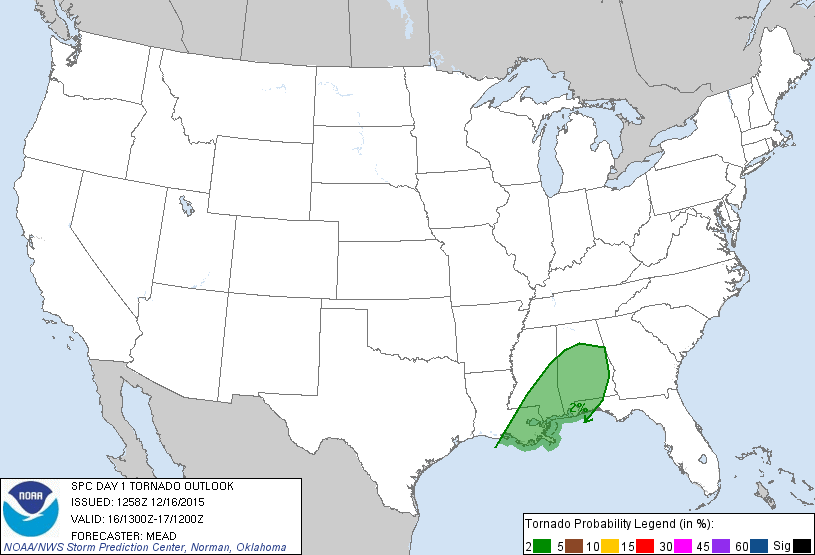 2%
NOAA
SPC DAY 1 TORNADO OUTLOOK
ISSUED: 1258Z 12/16/2015
VALID: 16/1300Z-17/1200Z
FORECASTER: MEAD
NOAA/NWS Storm Prediction Center, Norman, Oklahoma
Tornado Probability Legend (in %):
2 5 10 15 30 45 60 Sig